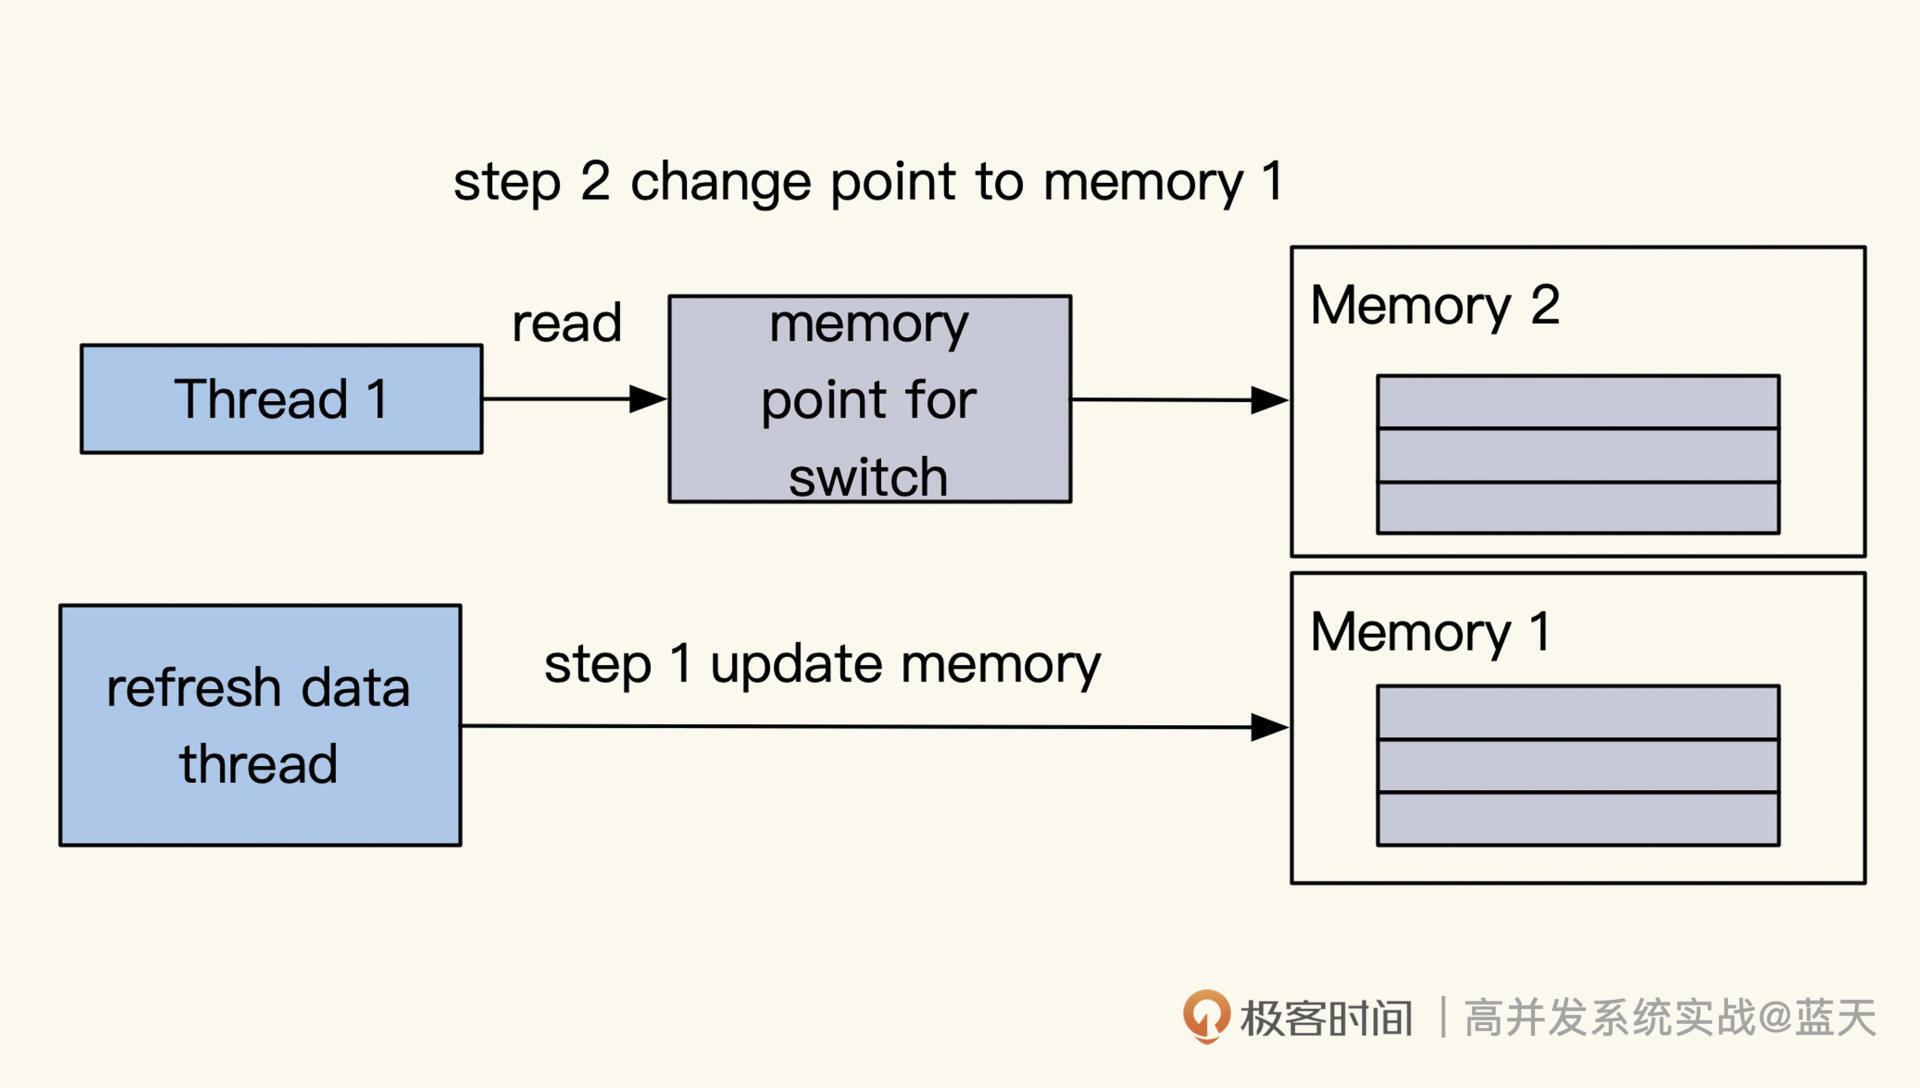 step 2 change point to memory 1
read
Thread 1
memory
point for
switch
Memory 2
refresh data
thread
step 1 update memory
Memory 1
极客时间 | 高并发系统实战@蓝天